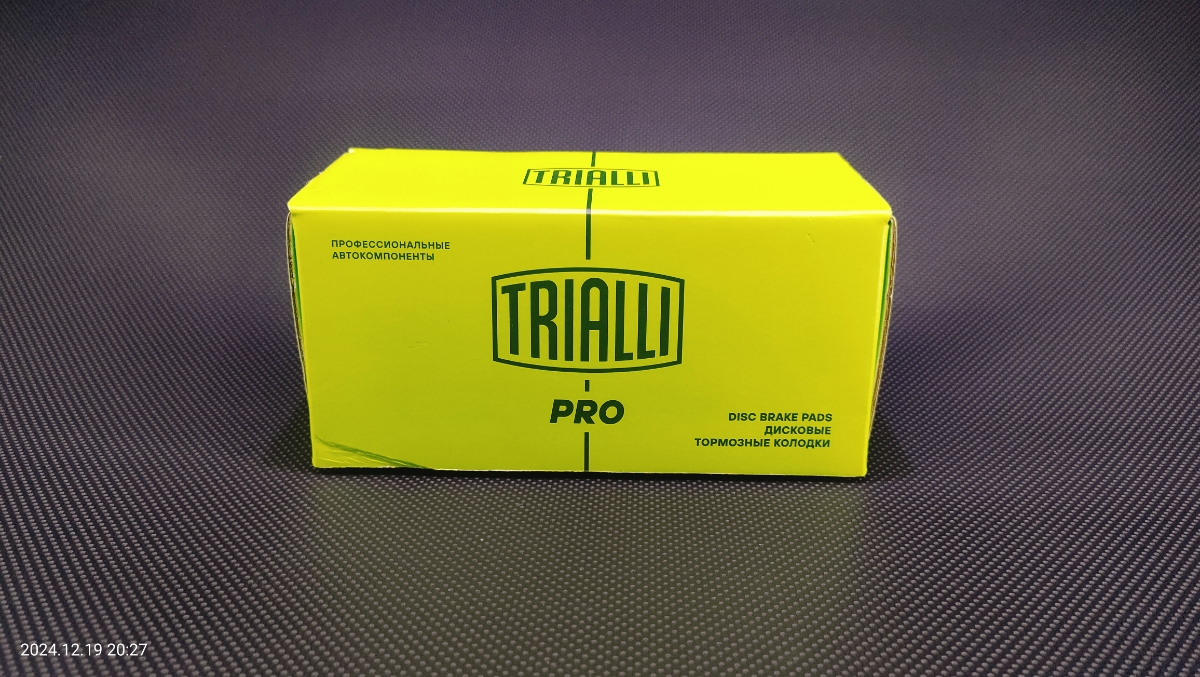 TRIALLI
ПРОФЕССИОНАЛЬНЫЕ
АВТОКОМПОНЕНТЫ
TRIALLI
PRO
DISC BRAKE PADS
ДИСКОВЫЕ
ТОРМОЗНЫЕ КОЛОДКИ
2024.12.19 20:27